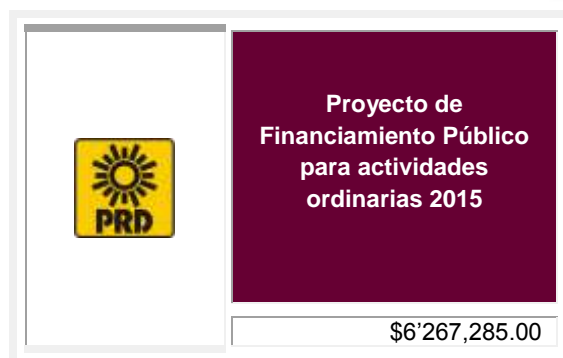 Proyecto de
Financiamiento Público
para actividades
ordinarias 2015
PRD
$6’267,285.00